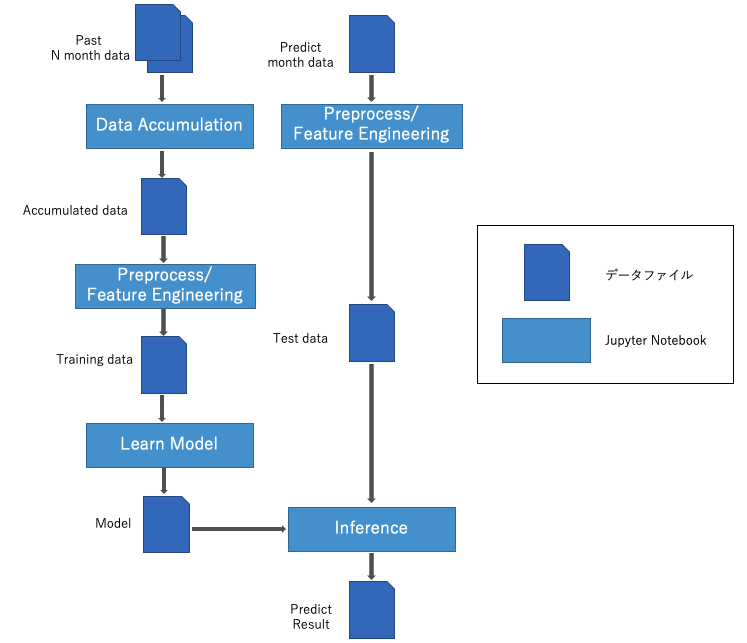 Past
N month data
Predict
month data
Data Accumulation
Preprocess/
Feature Engineering
Accumulated data
Preprocess/
Feature Engineering
データファイル
Jupyter Notebook
Test data
Training data
Learn Model
Model
Inference
Predict
Result